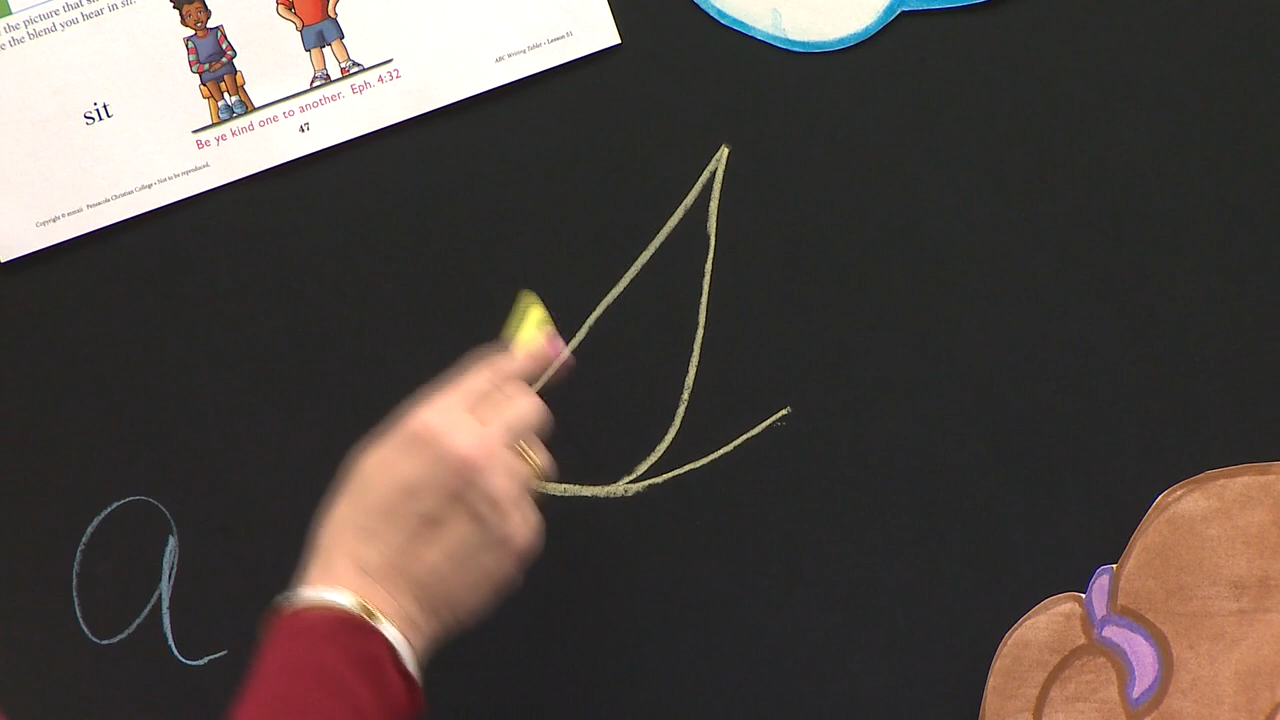 the picture that s
e the blend you hear in sit.
sit
Be ye kind one to another. Eph. 4:32
47
ABC Writing Tablet • Lesson 51
Pensacola Christian College • Not to be reproduced.
a
s